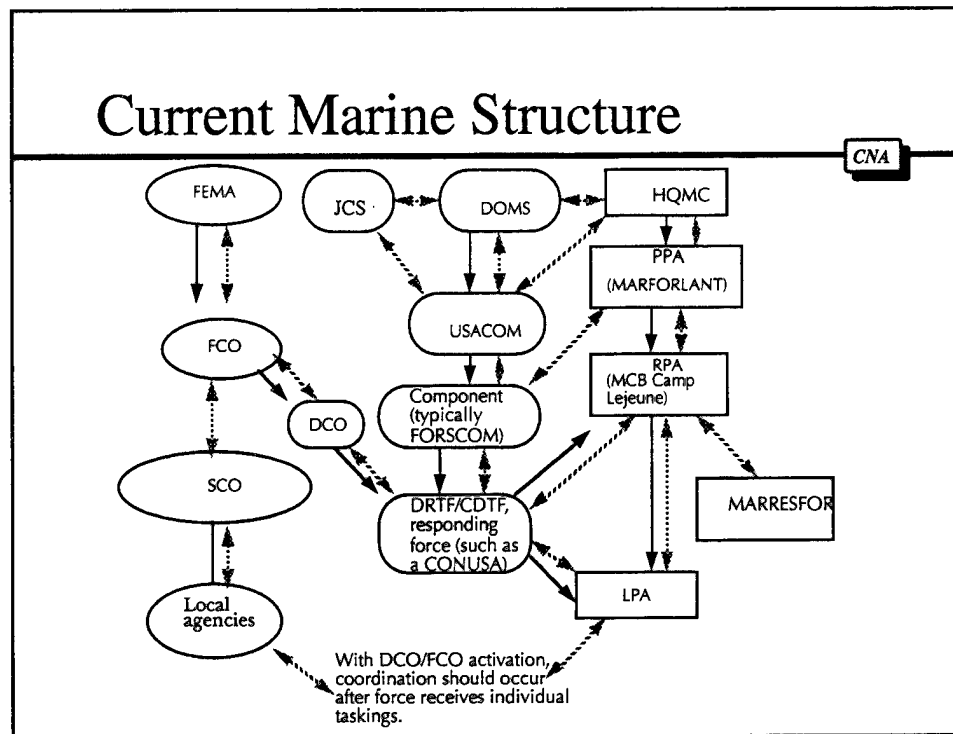 Current Marine Structure
CNA
FEMA
JCS
DOMS
HQMC
PPA
(MARFORLANT)
USACOM
FCO
RPA
(MCB Camp
Lejeune)
Component
(typically
FORSCOM)
DCO
SCO
DRTF/CDTF,
responding
force (such as
a CONUSA)
MARRESFOR
LPA
Local
agencies
With DCO/FCO activation,
coordination should occur
after force receives individual
taskings.